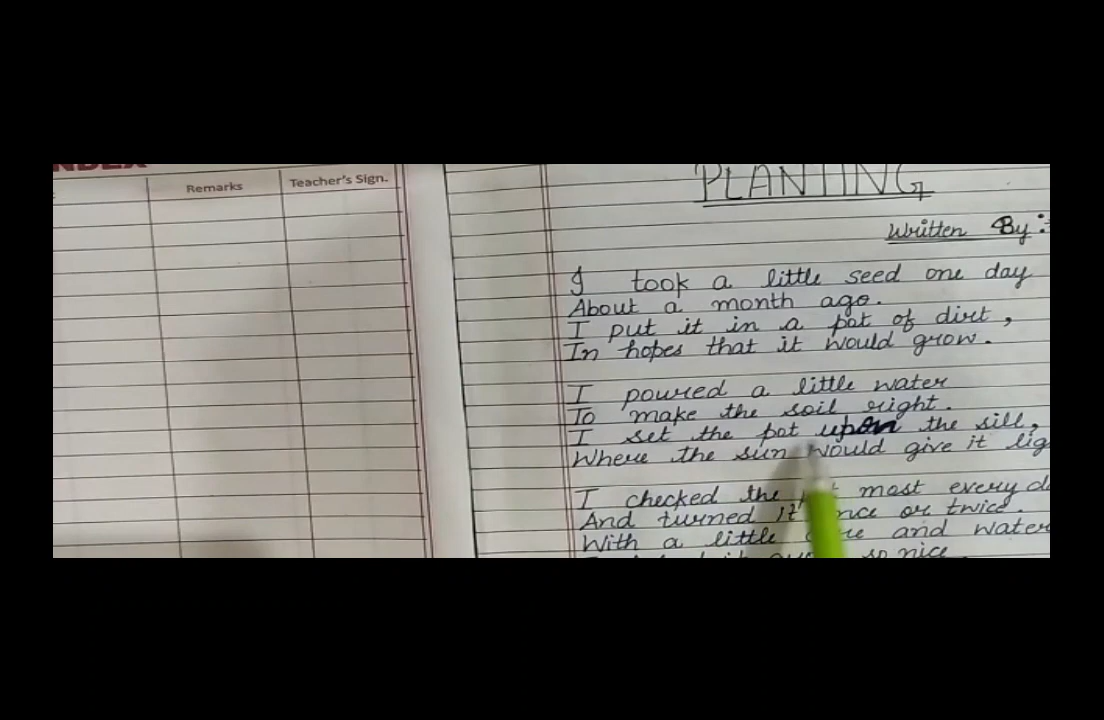 INDEX
Remarks
Teacher's Sign.
PLANTING
Written By:
I took a little seed one day
About a month ago.
I put it in a pot of dirt,
In hopes that it would grow.
I poured a little water
To make the soil right.
I set the pot upon the sill,
Where the sun would give it
I checked the most every
And turned it or twice.
With a little and water
so nice